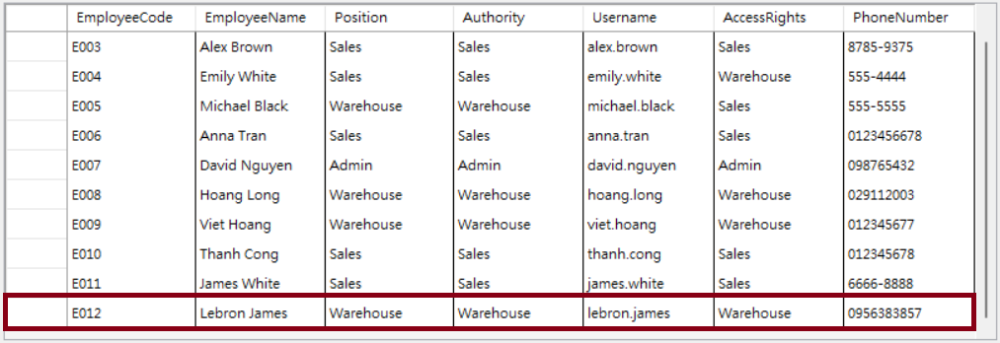 EmployeeCode EmployeeName Position Authority Username AccessRights PhoneNumber
E003 Alex Brown Sales Sales alex.brown Sales 8785-9375
E004 Emily White Sales Sales emily.white Warehouse 555-4444
E005 Michael Black Warehouse Warehouse michael.black Sales 555-5555
E006 Anna Tran Sales Sales anna.tran Sales 0123456678
E007 David Nguyen Admin Admin david.nguyen Admin 098765432
E008 Hoang Long Warehouse Warehouse hoang.long Warehouse 029112003
E009 Viet Hoang Warehouse Warehouse viet.hoang Warehouse 012345677
E010 Thanh Cong Sales Sales thanh.cong Sales 012345678
E011 James White Sales Sales james.white Sales 6666-8888
E012 Lebron James Warehouse Warehouse lebron.james Warehouse 0956383857